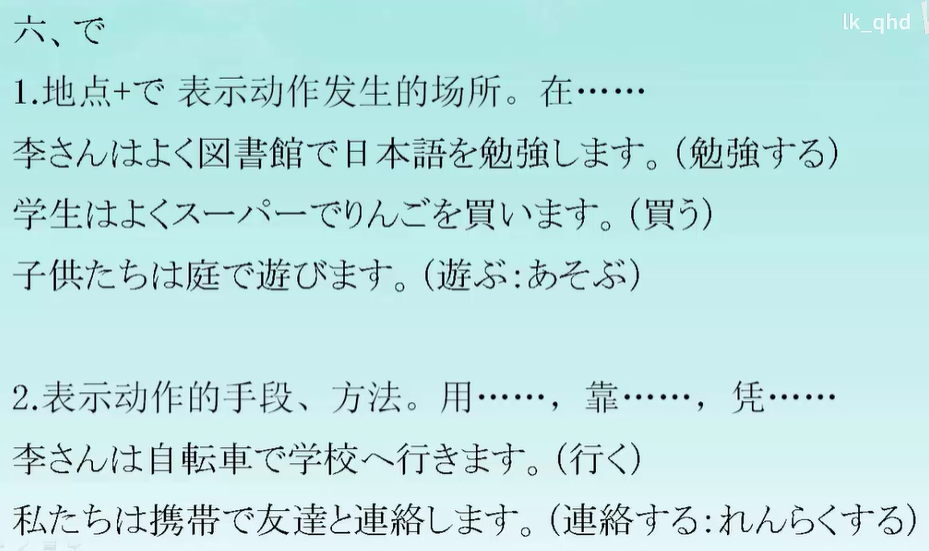 六、で
lk_qhd
1.地点+で 表示动作发生的场所。在……
李さんはよく図書館で日本語を勉強します。(勉強する)
学生はよくスーパーでりんごを買います。(買う)
子供たちは庭で遊びます。(遊ぶ:あそぶ)
2.表示动作的手段、方法。用……，靠……，凭……
李さんは自転車で学校へ行きます。(行く)
私たちは携帯で友達と連絡します。(連絡する:れんらくする)